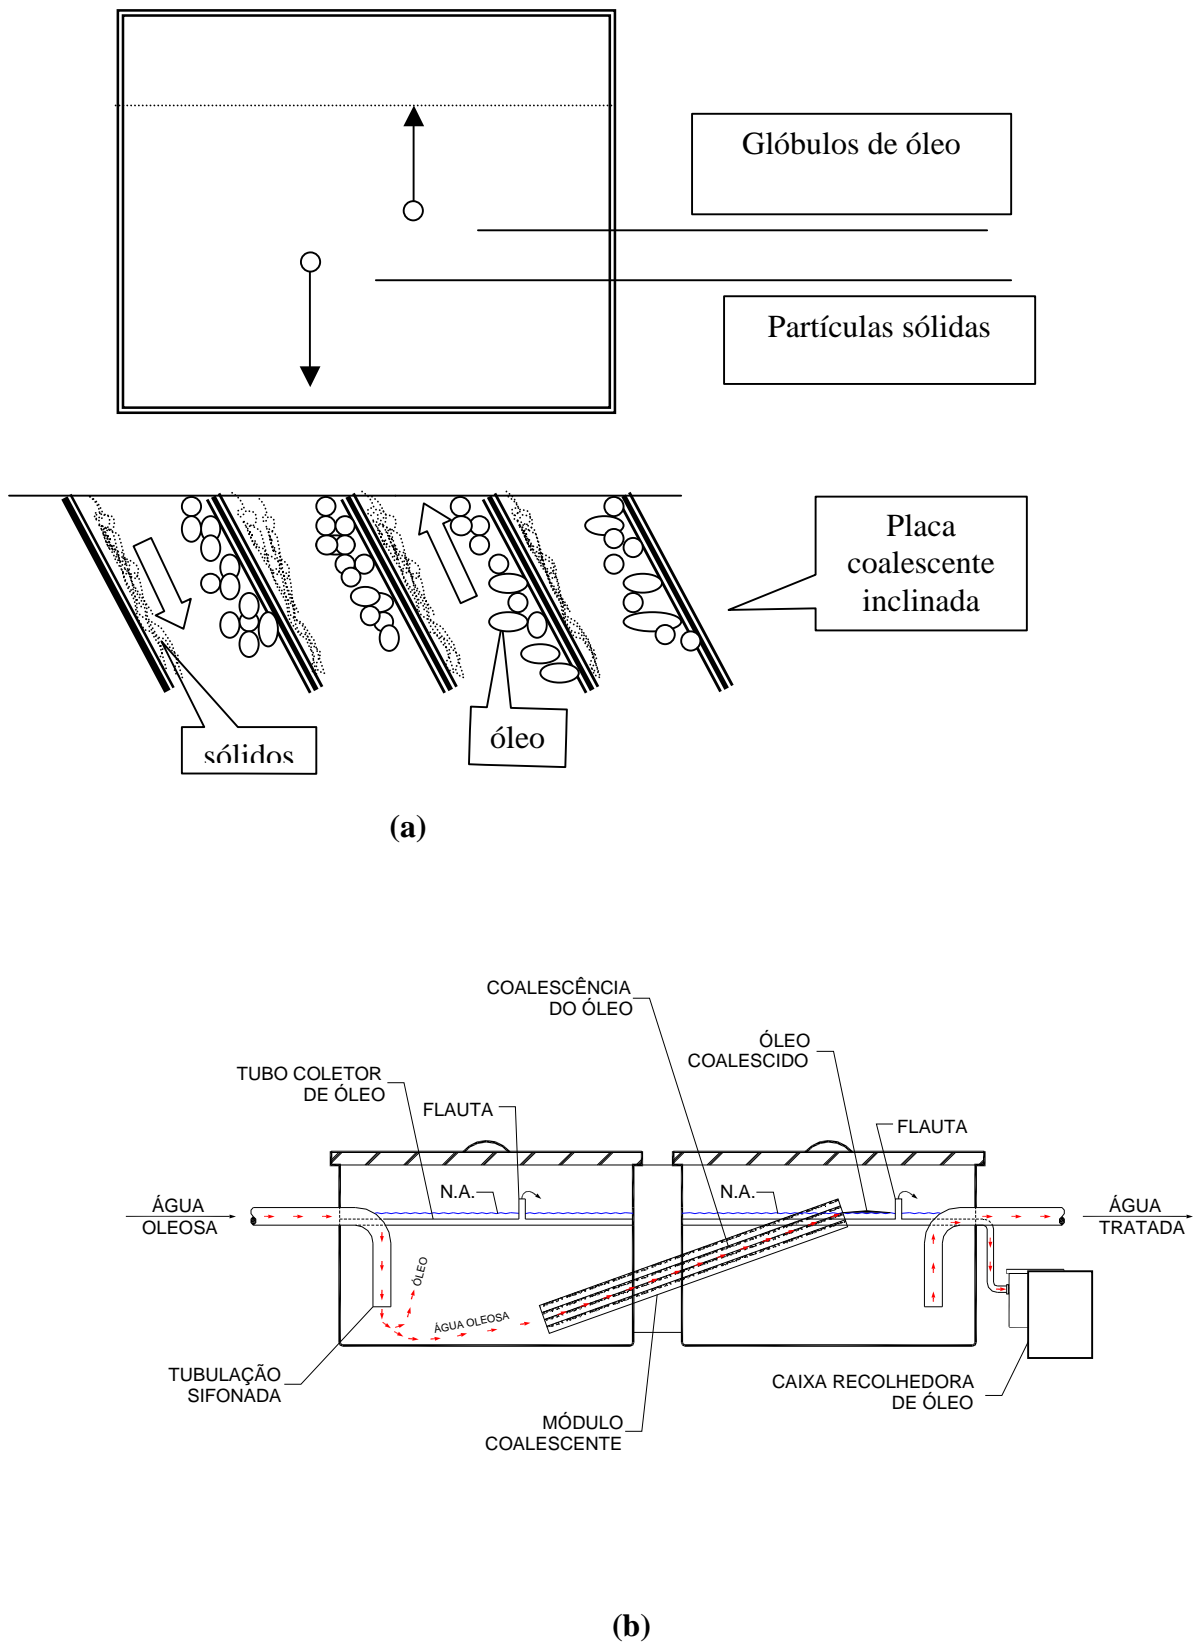 Glóbulos de óleo
Partículas sólidas
Placa
coalescente
inclinada
sólidos
óleo
(a)
COALESCÊNCIA
DO ÓLEO
ÓLEO
COALESCIDO
TUBO COLETOR
DE ÓLEO
FLAUTA
FLAUTA
N.A.
N.A.
ÁGUA
OLEOSA
ÁGUA
TRATADA
ÓLEO
ÁGUA OLEOSA
TUBULAÇÃO
SIFONADA
CAIXA RECOLHEDORA
DE ÓLEO
MÓDULO
COALESCENTE
(b)